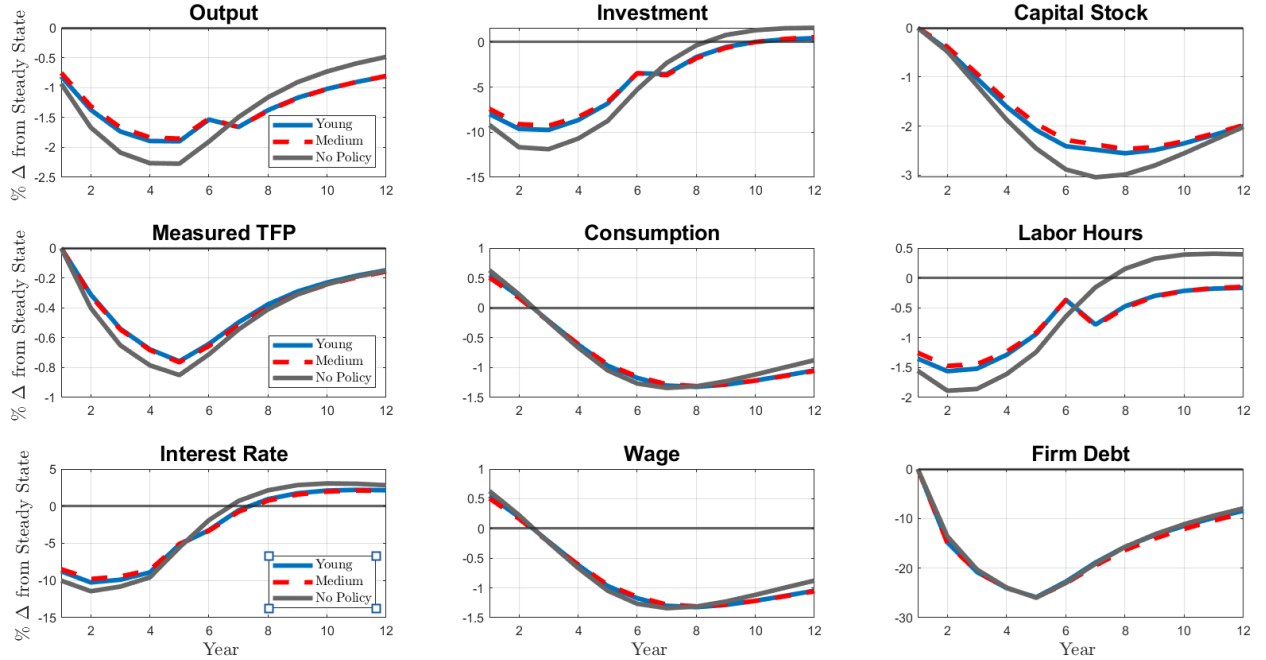 Output
% Δ from Steady State
0
-0.5
-1
-1.5
-2
-2.5
2 4 6 8 10 12
Young
Medium
No Policy
Investment
0
-5
-10
-15
2 4 6 8 10 12
Capital Stock
0
-1
-2
-3
2 4 6 8 10 12
Measured TFP
% Δ from Steady State
0
-0.2
-0.4
-0.6
-0.8
-1
2 4 6 8 10 12
Young
Medium
No Policy
Consumption
1
0.5
0
-0.5
-1
-1.5
2 4 6 8 10 12
Labor Hours
0.5
0
-0.5
-1
-1.5
-2
2 4 6 8 10 12
Interest Rate
% Δ from Steady State
5
0
-5
-10
-15
2 4 6 8 10 12
Year
Young
Medium
No Policy
Wage
1
0.5
0
-0.5
-1
-1.5
2 4 6 8 10 12
Year
Firm Debt
0
-10
-20
-30
2 4 6 8 10 12
Year